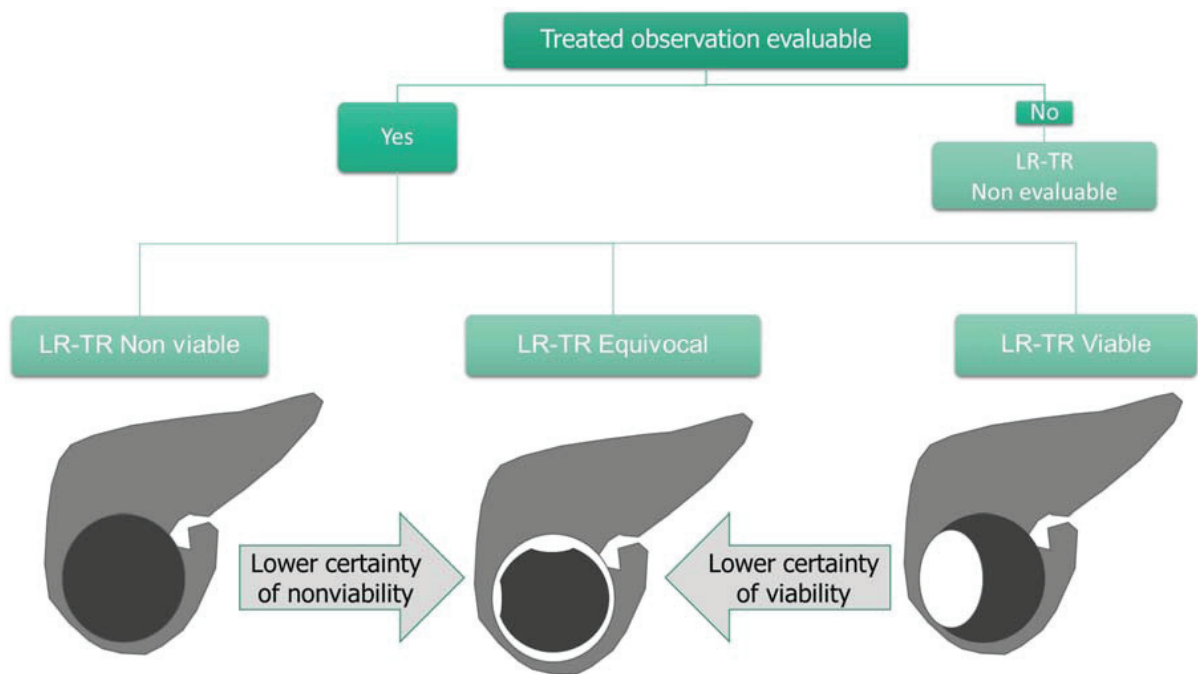 Treated observation evaluable
Yes
No
LR-TR
Non evaluable
LR-TR Non viable
LR-TR Equivocal
LR-TR Viable
Lower certainty
of nonviability
Lower certainty
of viability